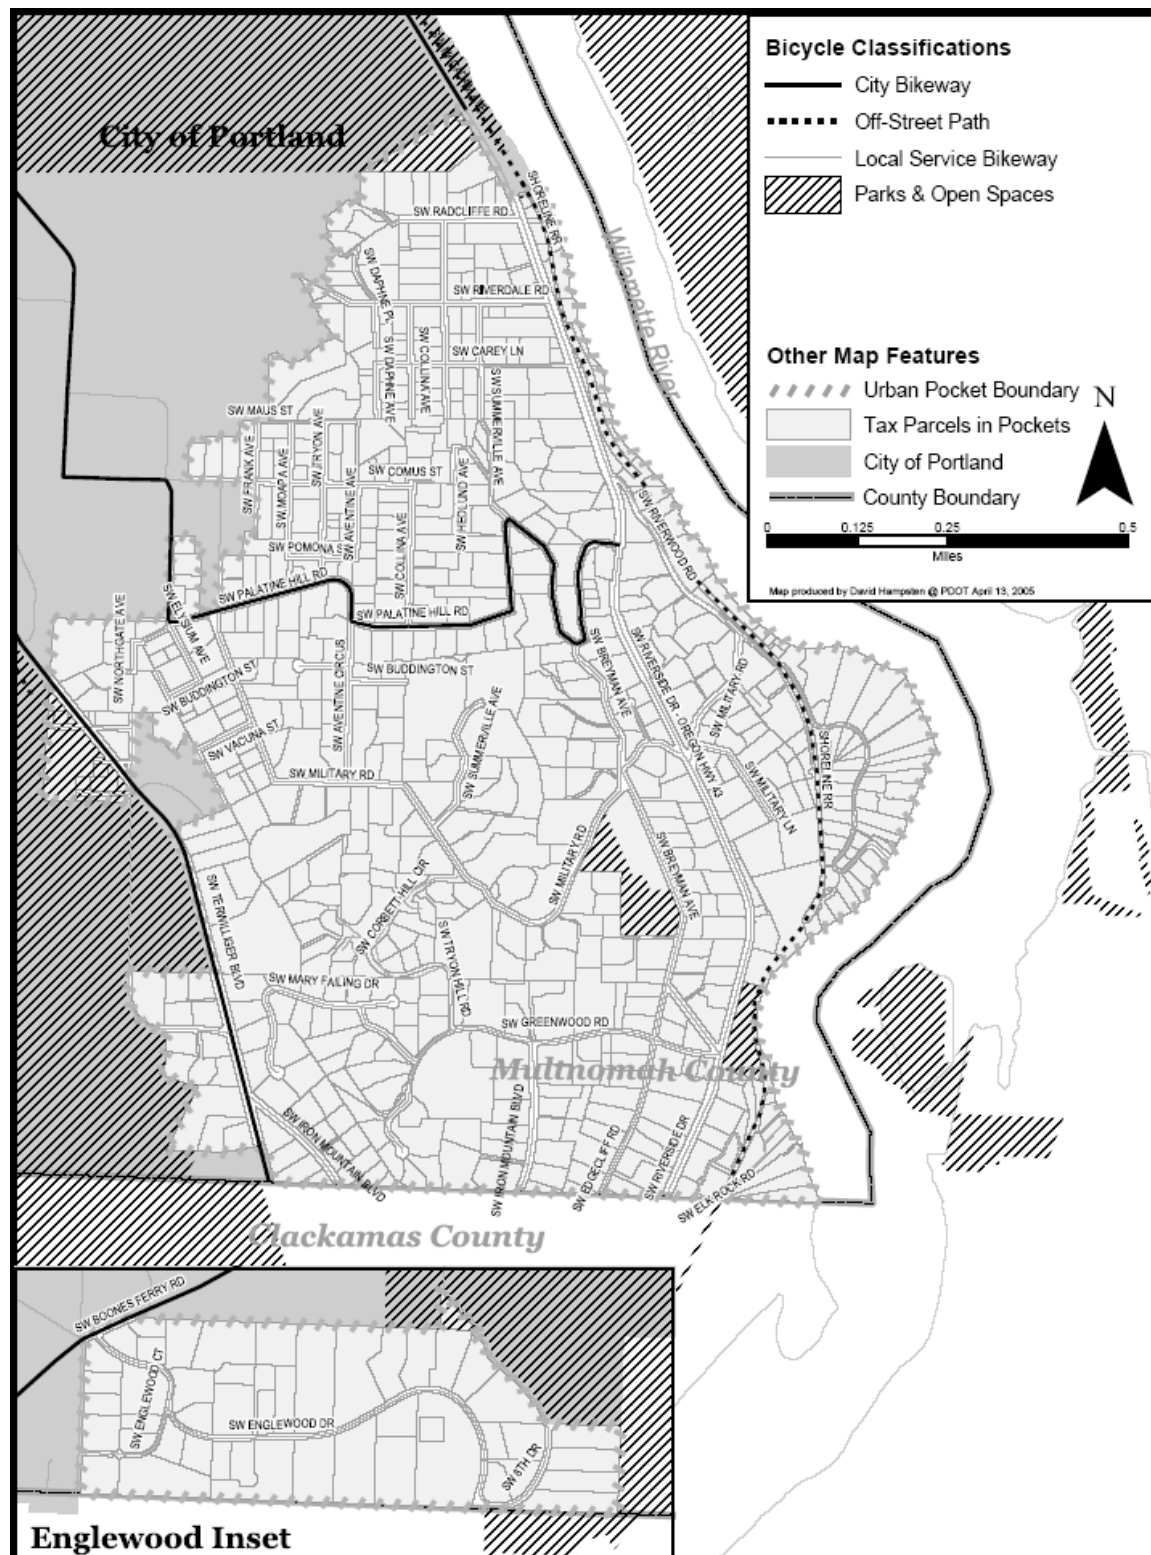 Bicycle Classifications
City Bikeway
Off-Street Path
Local Service Bikeway
Parks & Open Spaces
Other Map Features
Urban Pocket Boundary
N
Tax Parcels in Pockets
City of Portland
County Boundary
0 0.125 0.25 0.5
Miles
Map produced by David Hampsten @ PDOT April 13, 2005
City of Portland
Willamette River
SHORELINE RR
SW RADCLIFFE RD
SW DAPHNE PL
SW RIVERDALE RD
SW DAPHNE AVE
SW COLLINA AVE
SW CAREY LN
SW SUMMERVILLE AVE
SW MAUS ST
SW FRANK AVE
SW MOAPA AVE
SW TRYON AVE
SW AVENTINE AVE
SW COMUS ST
SW HEDLUND AVE
SW COLLINA AVE
SW POMONA S
SW RIVERWOOD RD
SW PALATINE HILL RD
SW PALATINE HILL RD
SW ELYSIUM AVE
SW NORTHGATE AVE
SW BUDDINGTON ST
SW BUDDINGTON ST
SW AVENTINE CIRCUS
SW BREYMAN AVE
SW RIVERSIDE DR - OREGON HWY 43
SW MILITARY RD
SW VACUNA ST
SW SUMMERVILLE AVE
SW MILITARY RD
SW MILITARY LN
SHORELINE RR
SW MILITARY RD
SW BREYMAN AVE
SW TERWILLIGER BLVD
SW CORBETT HILL CIR
SW TRYON HILL RD
SW MARY FAILING DR
SW GREENWOOD RD
Multnomah County
SW IRON MOUNTAIN BLVD
SW IRON MOUNTAIN BLVD
SW EDGECLIFF RD
SW RIVERSIDE DR
SW ELK ROCK RD
Clackamas County
SW BOONES FERRY RD
SW ENGLEWOOD CT
SW ENGLEWOOD DR
SW 8TH DR
Englewood Inset